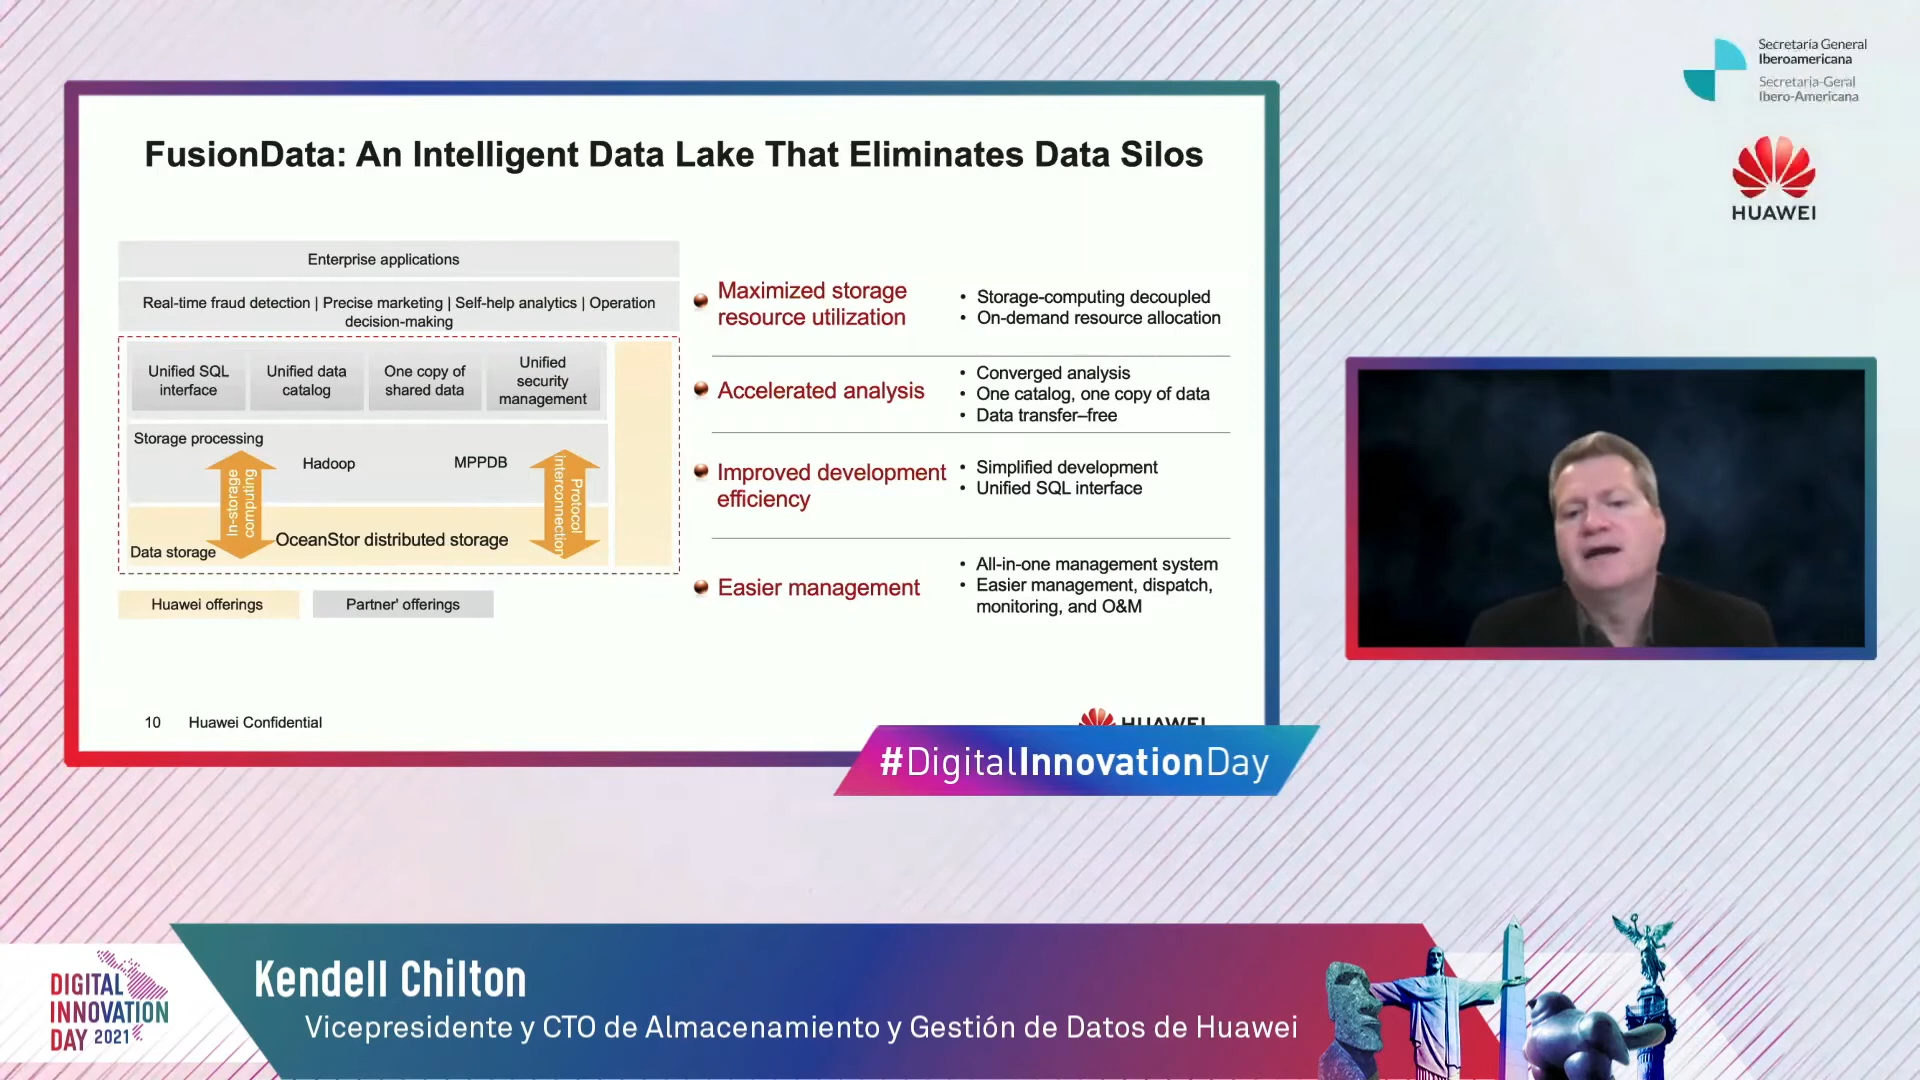 Secretaría General
Iberoamericana
Secretaria-Geral
Ibero-Americana
HUAWEI
FusionData: An Intelligent Data Lake That Eliminates Data Silos
Enterprise applications
Real-time fraud detection | Precise marketing | Self-help analytics | Operation
decision-making
Unified SQL
interface
Unified data
catalog
One copy of
shared data
Unified
security
management
Storage processing
Hadoop
MPPDB
In-storage
computing
Protocol
interconnection
OceanStor distributed storage
Data storage
Huawei offerings
Partner' offerings
Maximized storage
resource utilization
• Storage-computing decoupled
• On-demand resource allocation
Accelerated analysis
• Converged analysis
• One catalog, one copy of data
• Data transfer–free
Improved development
efficiency
• Simplified development
• Unified SQL interface
Easier management
• All-in-one management system
• Easier management, dispatch,
monitoring, and O&M
10 Huawei Confidential
HUAWEI
#DigitalInnovationDay
DIGITAL
INNOVATION
DAY 2021
Kendell Chilton
Vicepresidente y CTO de Almacenamiento y Gestión de Datos de Huawei